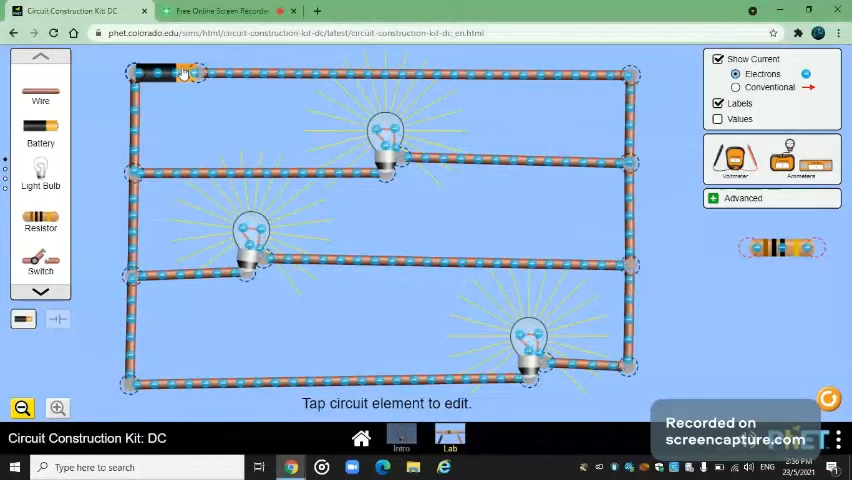 Circuit Construction Kit: DC
Free Online Screen Recorder
phet.colorado.edu/sims/html/circuit-construction-kit-dc/latest/circuit-construction-kit-dc_en.html
Wire
Battery
Light Bulb
Resistor
Switch
Show Current
Electrons
Conventional
Labels
Values
Voltmeter
Ammeters
Advanced
Tap circuit element to edit.
Recorded on
screencapture.com
Circuit Construction Kit: DC
Intro
Lab
PhET
Type here to search
ENG
2:36 PM
23/5/2021